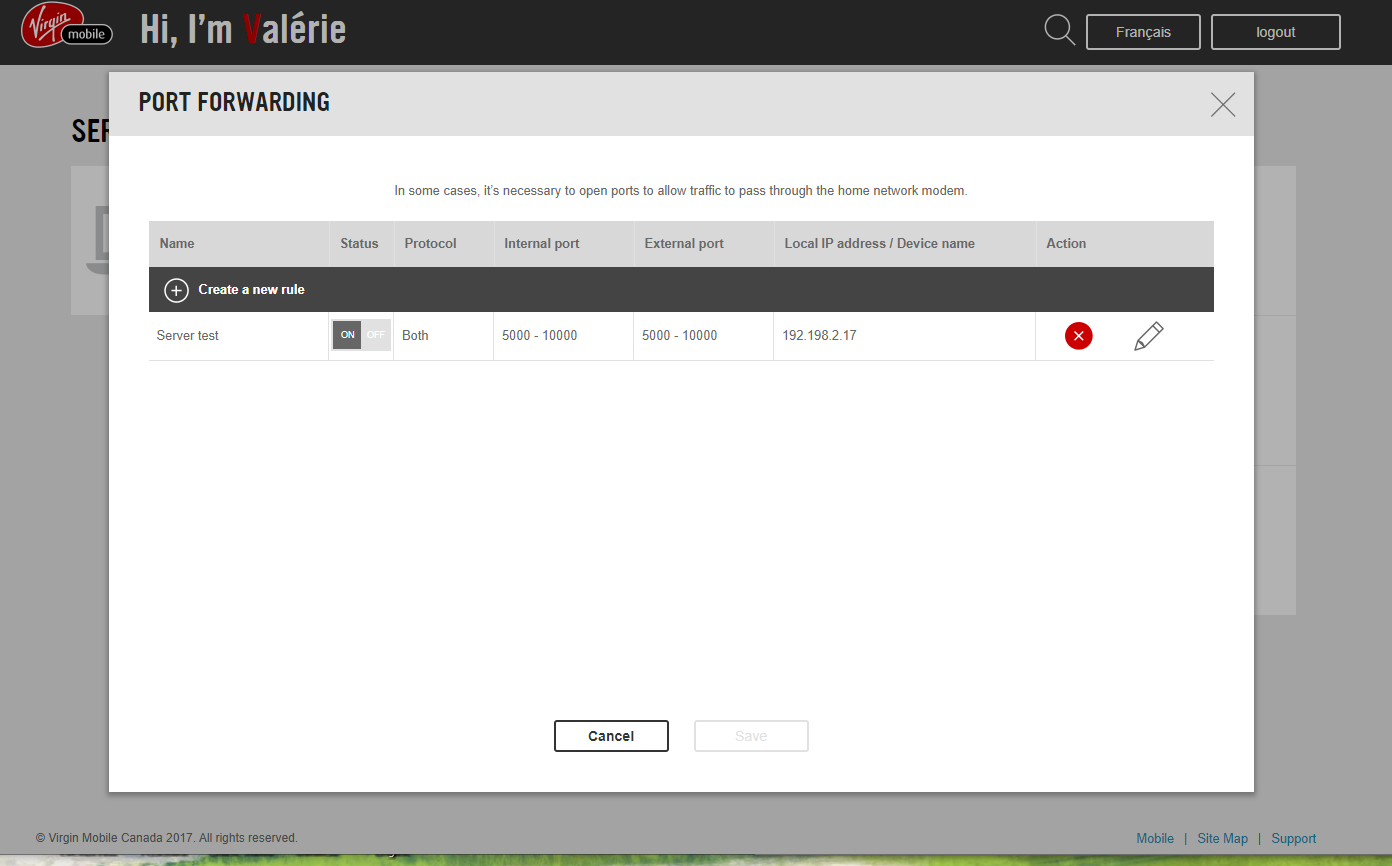 Virgin mobile
Hi, I'm Valérie
Français
logout
PORT FORWARDING
In some cases, it's necessary to open ports to allow traffic to pass through the home network modem.
Name Status Protocol Internal port External port Local IP address / Device name Action
Create a new rule
Server test ON OFF Both 5000 - 10000 5000 - 10000 192.198.2.17
Cancel Save
© Virgin Mobile Canada 2017. All rights reserved.
Mobile | Site Map | Support